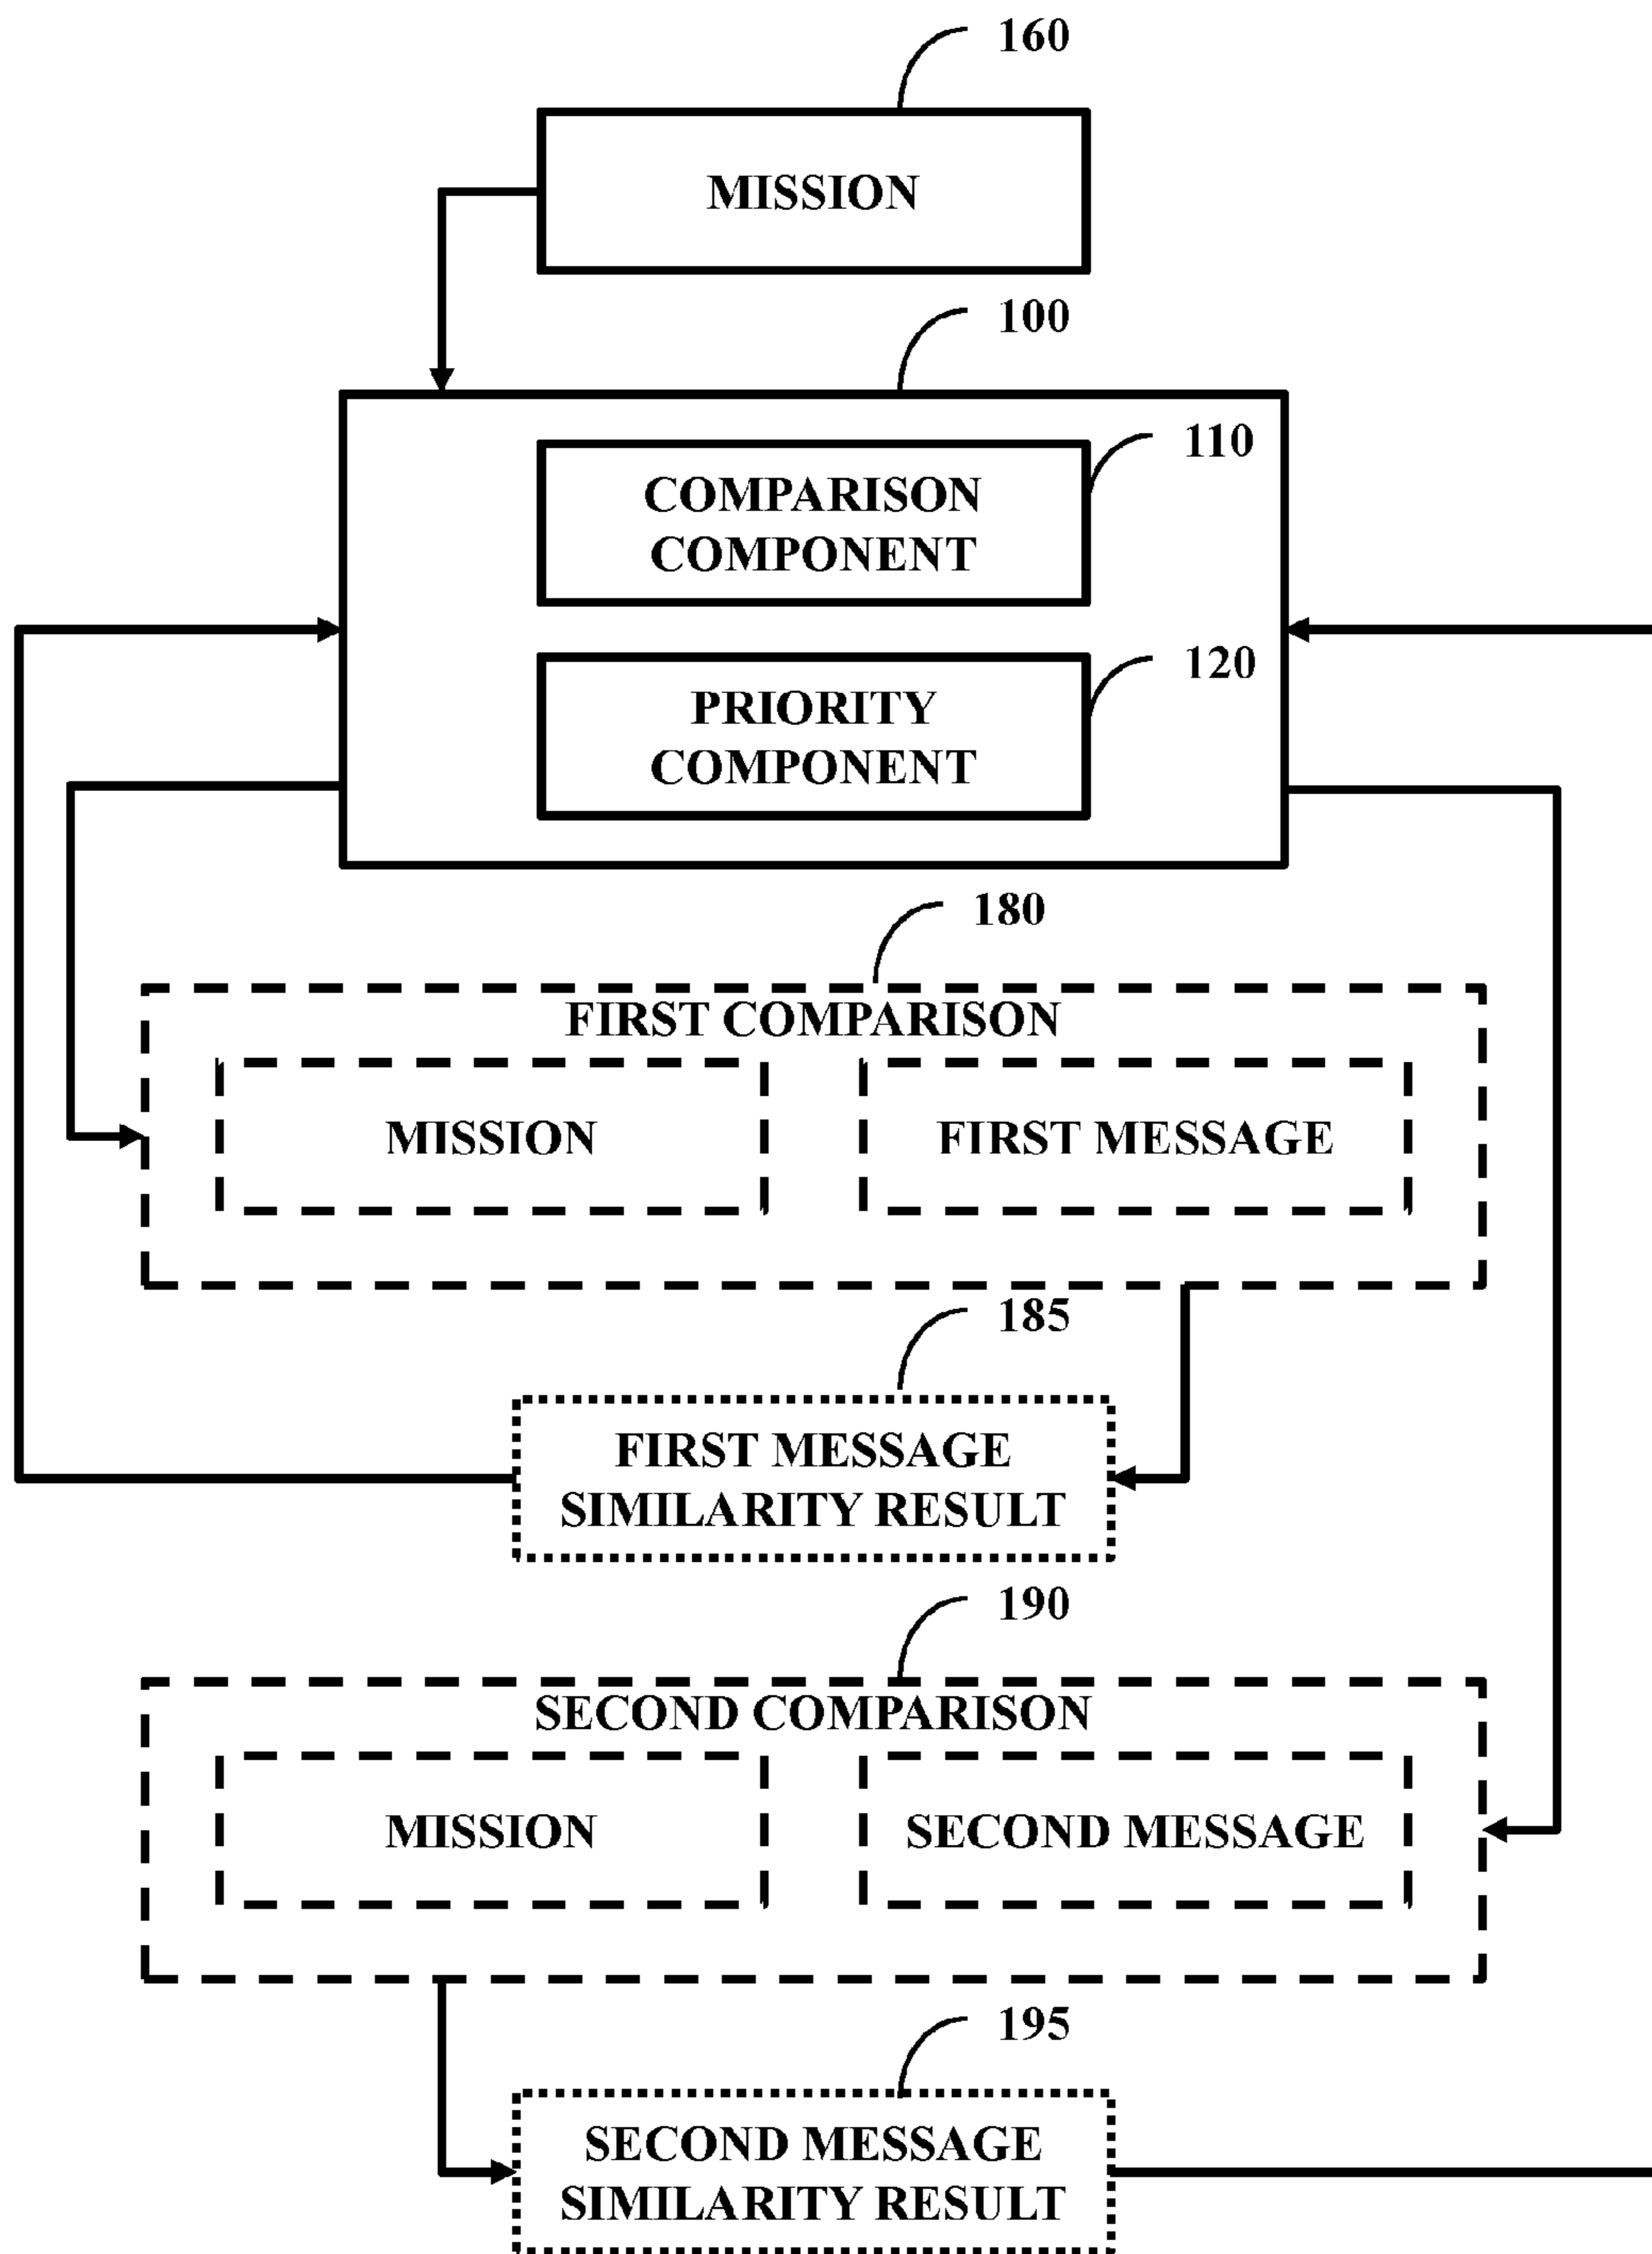 160
MISSION
100
110
COMPARISON
COMPONENT
120
PRIORITY
COMPONENT
180
FIRST COMPARISON
MISSION
FIRST MESSAGE
185
FIRST MESSAGE
SIMILARITY RESULT
190
SECOND COMPARISON
MISSION
SECOND MESSAGE
195
SECOND MESSAGE
SIMILARITY RESULT